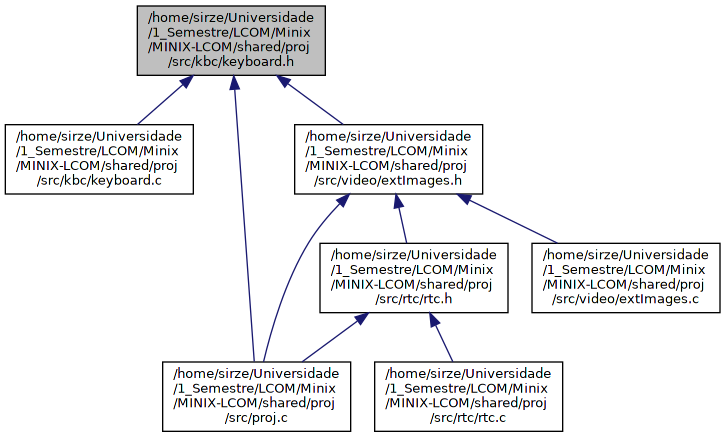 /home/sirze/Universidade
/1_Semestre/LCOM/Minix
/MINIX-LCOM/shared/proj
/src/kbc/keyboard.h
/home/sirze/Universidade
/1_Semestre/LCOM/Minix
/MINIX-LCOM/shared/proj
/src/kbc/keyboard.c
/home/sirze/Universidade
/1_Semestre/LCOM/Minix
/MINIX-LCOM/shared/proj
/src/video/extImages.h
/home/sirze/Universidade
/1_Semestre/LCOM/Minix
/MINIX-LCOM/shared/proj
/src/rtc/rtc.h
/home/sirze/Universidade
/1_Semestre/LCOM/Minix
/MINIX-LCOM/shared/proj
/src/video/extImages.c
/home/sirze/Universidade
/1_Semestre/LCOM/Minix
/MINIX-LCOM/shared/proj
/src/proj.c
/home/sirze/Universidade
/1_Semestre/LCOM/Minix
/MINIX-LCOM/shared/proj
/src/rtc/rtc.c